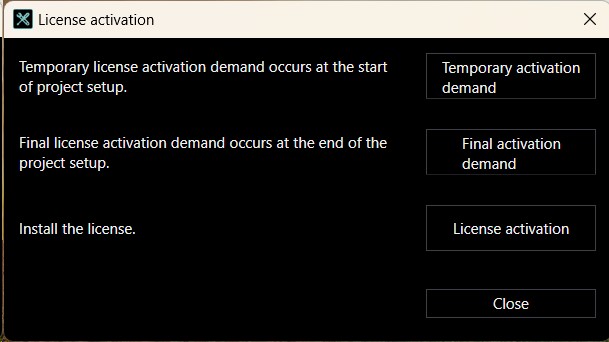 License activation
Temporary license activation demand occurs at the start
of project setup.
Temporary activation
demand
Final license activation demand occurs at the end of the
project setup.
Final activation
demand
Install the license.
License activation
Close